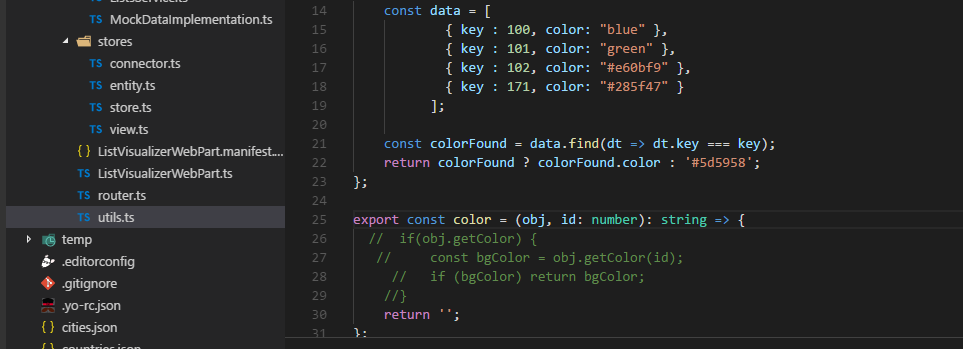 ListsService.ts
TS MockDataImplementation.ts
stores
TS connector.ts
TS entity.ts
TS store.ts
TS view.ts
{ } ListVisualizerWebPart.manifest....
TS ListVisualizerWebPart.ts
TS router.ts
TS utils.ts
temp
.editorconfig
.gitignore
.yo-rc.json
{ } cities.json
{ } countries.json
14 const data = [
15 { key : 100, color: "blue" },
16 { key : 101, color: "green" },
17 { key : 102, color: "#e60bf9" },
18 { key : 171, color: "#285f47" }
19 ];
20
21 const colorFound = data.find(dt => dt.key === key);
22 return colorFound ? colorFound.color : '#5d5958';
23 };
24
25 export const color = (obj, id: number): string => {
26 // if(obj.getColor) {
27 // const bgColor = obj.getColor(id);
28 // if (bgColor) return bgColor;
29 //}
30 return '';
31 };